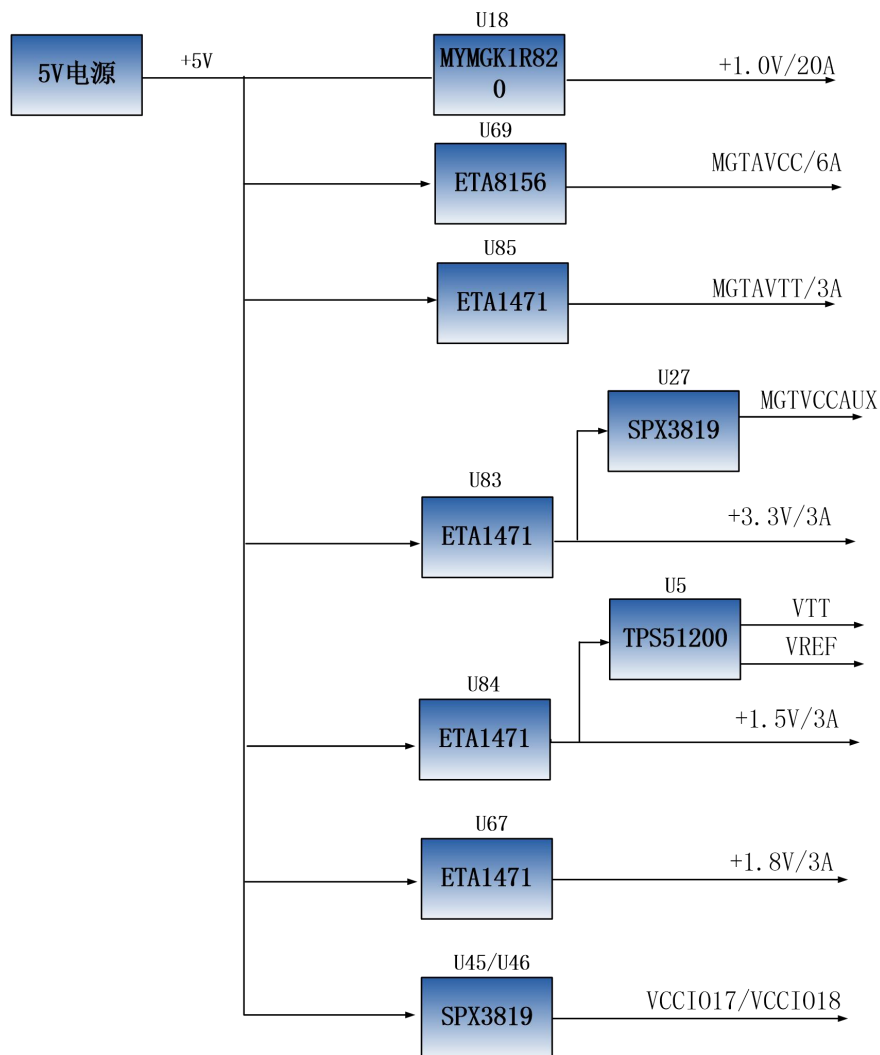 U18
5V电源
+5V
MYMGK1R82
0
+1.0V/20A
U69
ETA8156
MGTAVCC/6A
U85
ETA1471
MGTAVTT/3A
U27
SPX3819
MGTVCCAUX
U83
ETA1471
+3.3V/3A
U5
TPS51200
VTT
VREF
U84
ETA1471
+1.5V/3A
U67
ETA1471
+1.8V/3A
U45/U46
SPX3819
VCCIO17/VCCIO18